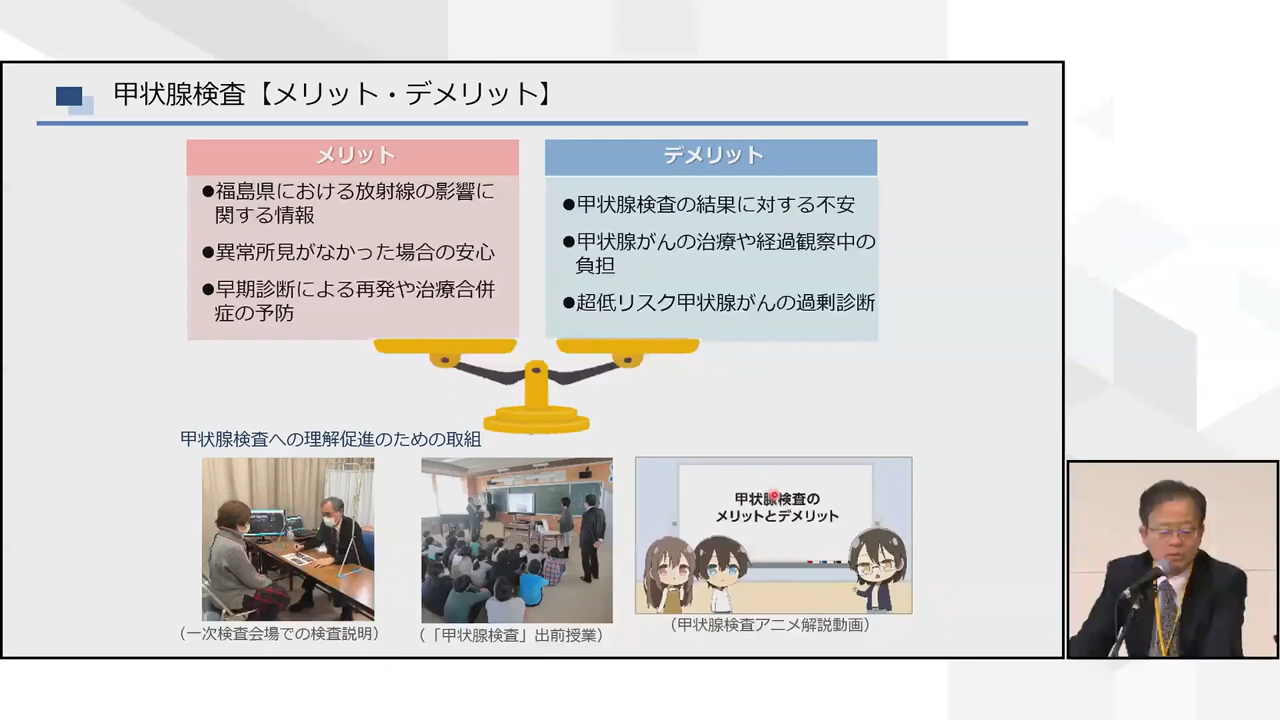 甲状腺検査【メリット・デメリット】
メリット
●福島県における放射線の影響に
関する情報
●異常所見がなかった場合の安心
●早期診断による再発や治療合併
症の予防
デメリット
●甲状腺検査の結果に対する不安
●甲状腺がんの治療や経過観察中の
負担
●超低リスク甲状腺がんの過剰診断
甲状腺検査への理解促進のための取組
甲状腺検査の
メリットとデメリット
（一次検査会場での検査説明）
（「甲状腺検査」出前授業）
（甲状腺検査アニメ解説動画）